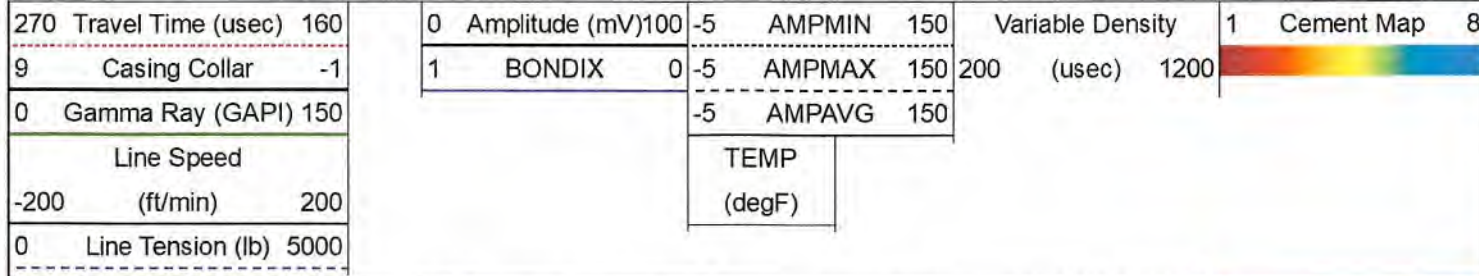 270 Travel Time (usec) 160 0 Amplitude (mV)100 -5 AMPMIN 150 Variable Density 1 Cement Map 8
9 Casing Collar -1 1 BONDIX 0 -5 AMPMAX 150 200 (usec) 1200
0 Gamma Ray (GAPI) 150 -5 AMPAVG 150
Line Speed TEMP
-200 (ft/min) 200 (degF)
0 Line Tension (lb) 5000